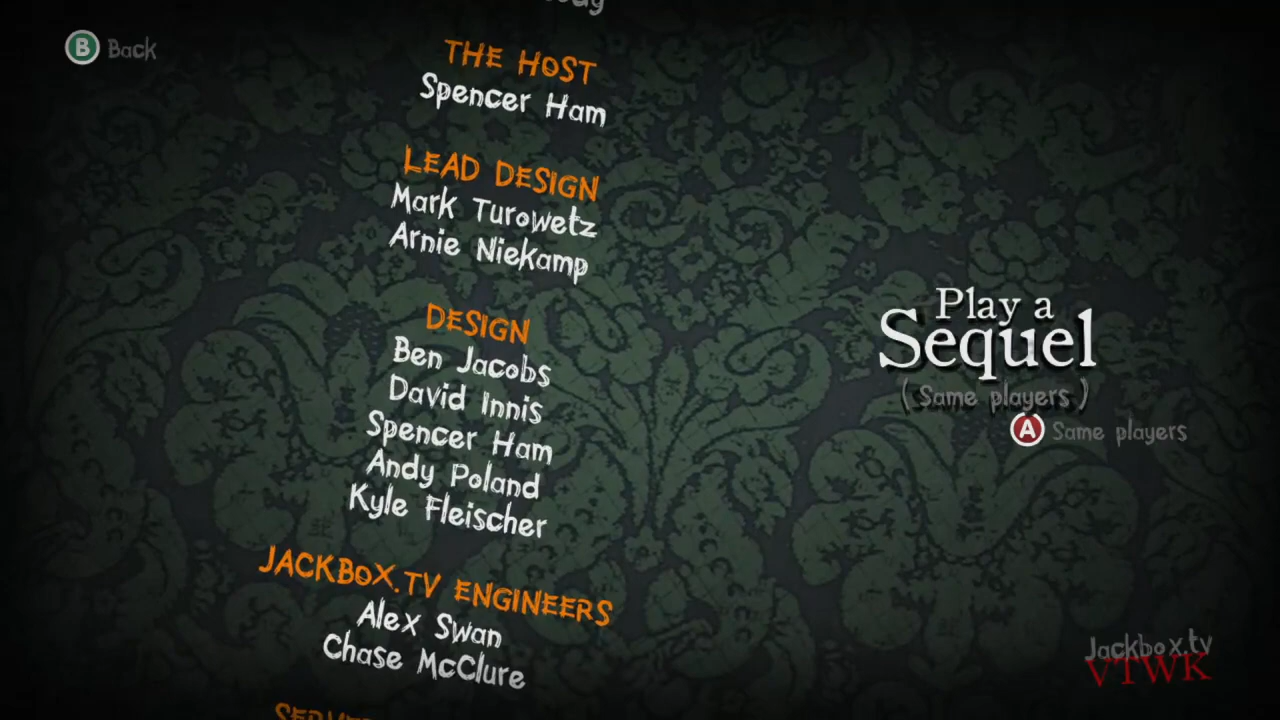 B Back
THE HOST
Spencer Ham
LEAD DESIGN
Mark Turowetz
Arnie Niekamp
DESIGN
Ben Jacobs
David Innis
Spencer Ham
Andy Poland
Kyle Fleischer
JACKBOX.TV ENGINEERS
Alex Swan
Chase McClure
Play a
Sequel
(Same players)
A Same players
Jackbox.tv
VTWK